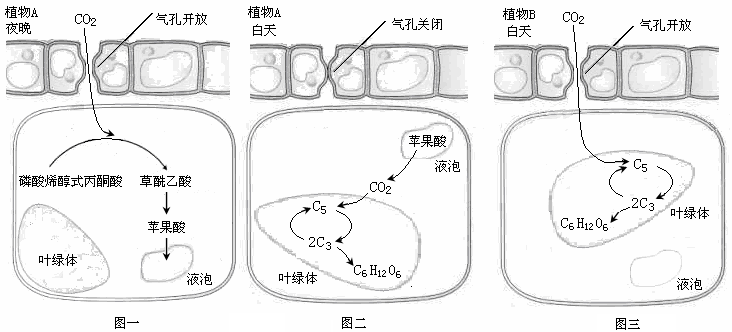 植物A
夜晚
CO2
气孔开放
磷酸烯醇式丙酮酸
草酰乙酸
苹果酸
叶绿体
液泡
图一
植物A
白天
气孔关闭
苹果酸
液泡
CO2
C5
2C3
C6H12O6
叶绿体
图二
植物B
白天
CO2
气孔开放
C5
2C3
C6H12O6
叶绿体
液泡
图三